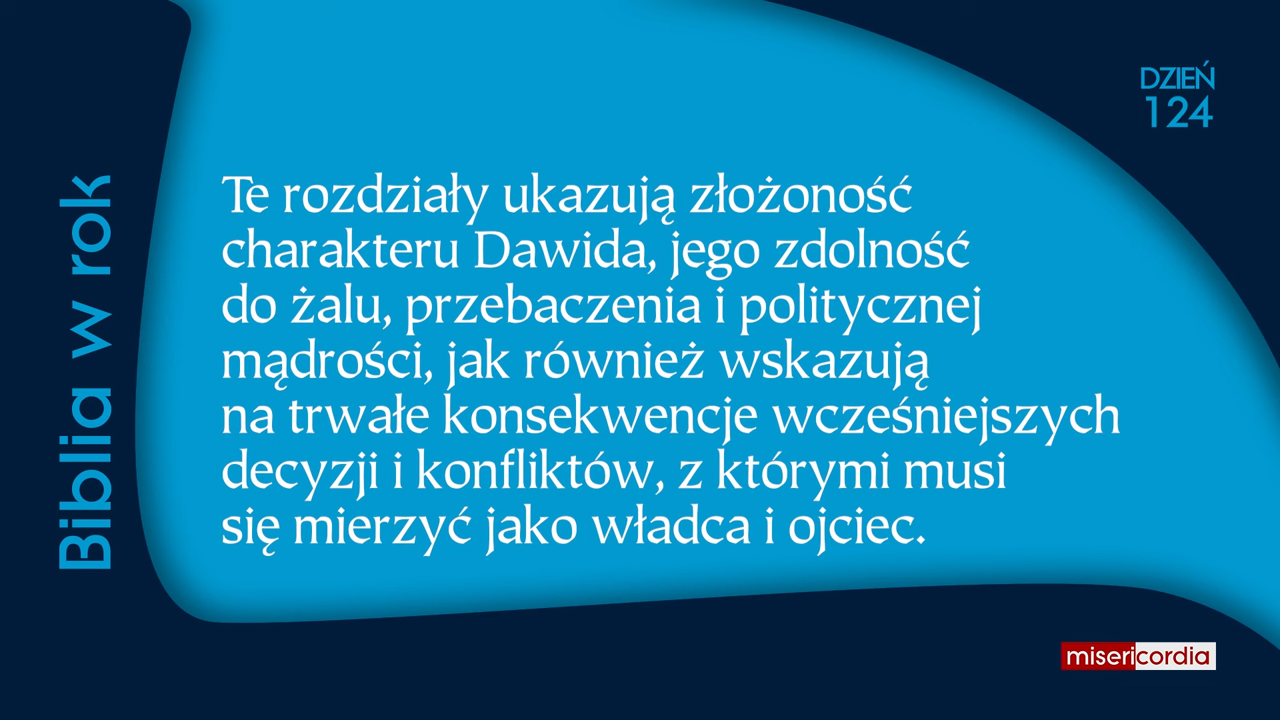 DZIEŃ
124
Biblia w rok
Te rozdziały ukazują złożoność
charakteru Dawida, jego zdolność
do żalu, przebaczenia i politycznej
mądrości, jak również wskazują
na trwałe konsekwencje wcześniejszych
decyzji i konfliktów, z którymi musi
się mierzyć jako władca i ojciec.
misericordia